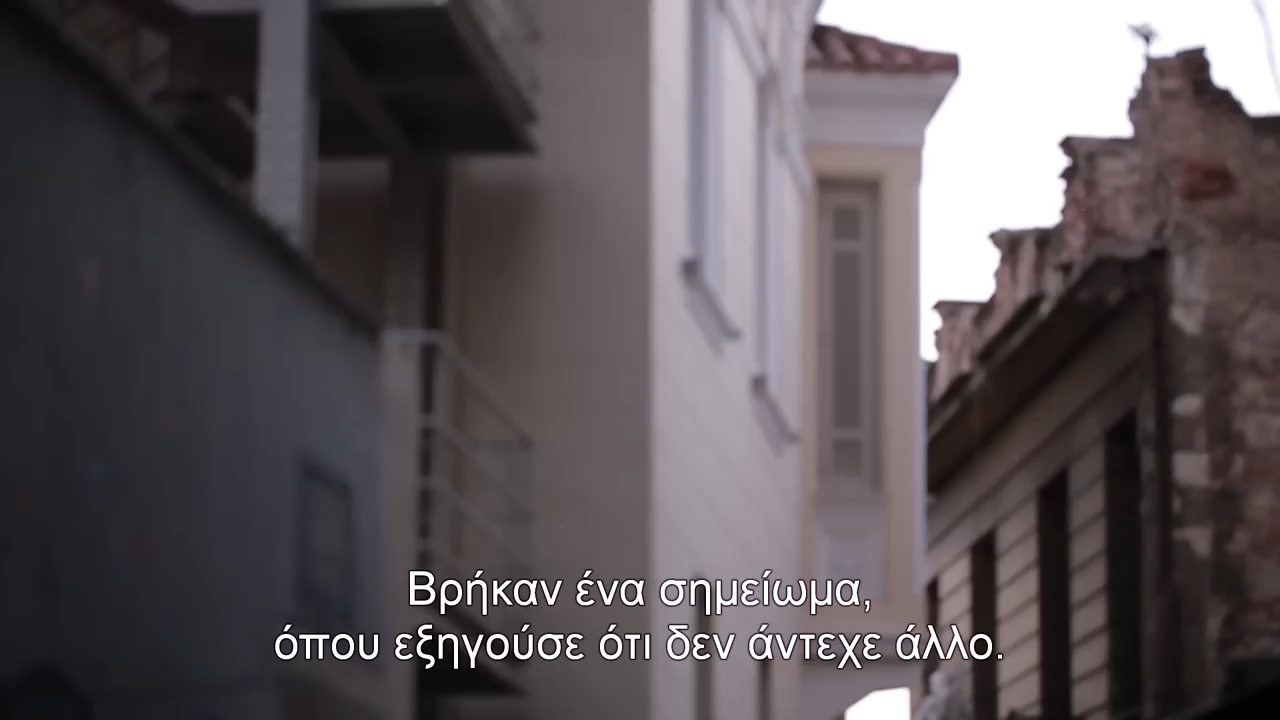 Βρήκαν ένα σημείωμα,
όπου εξηγούσε ότι δεν άντεχε άλλο.